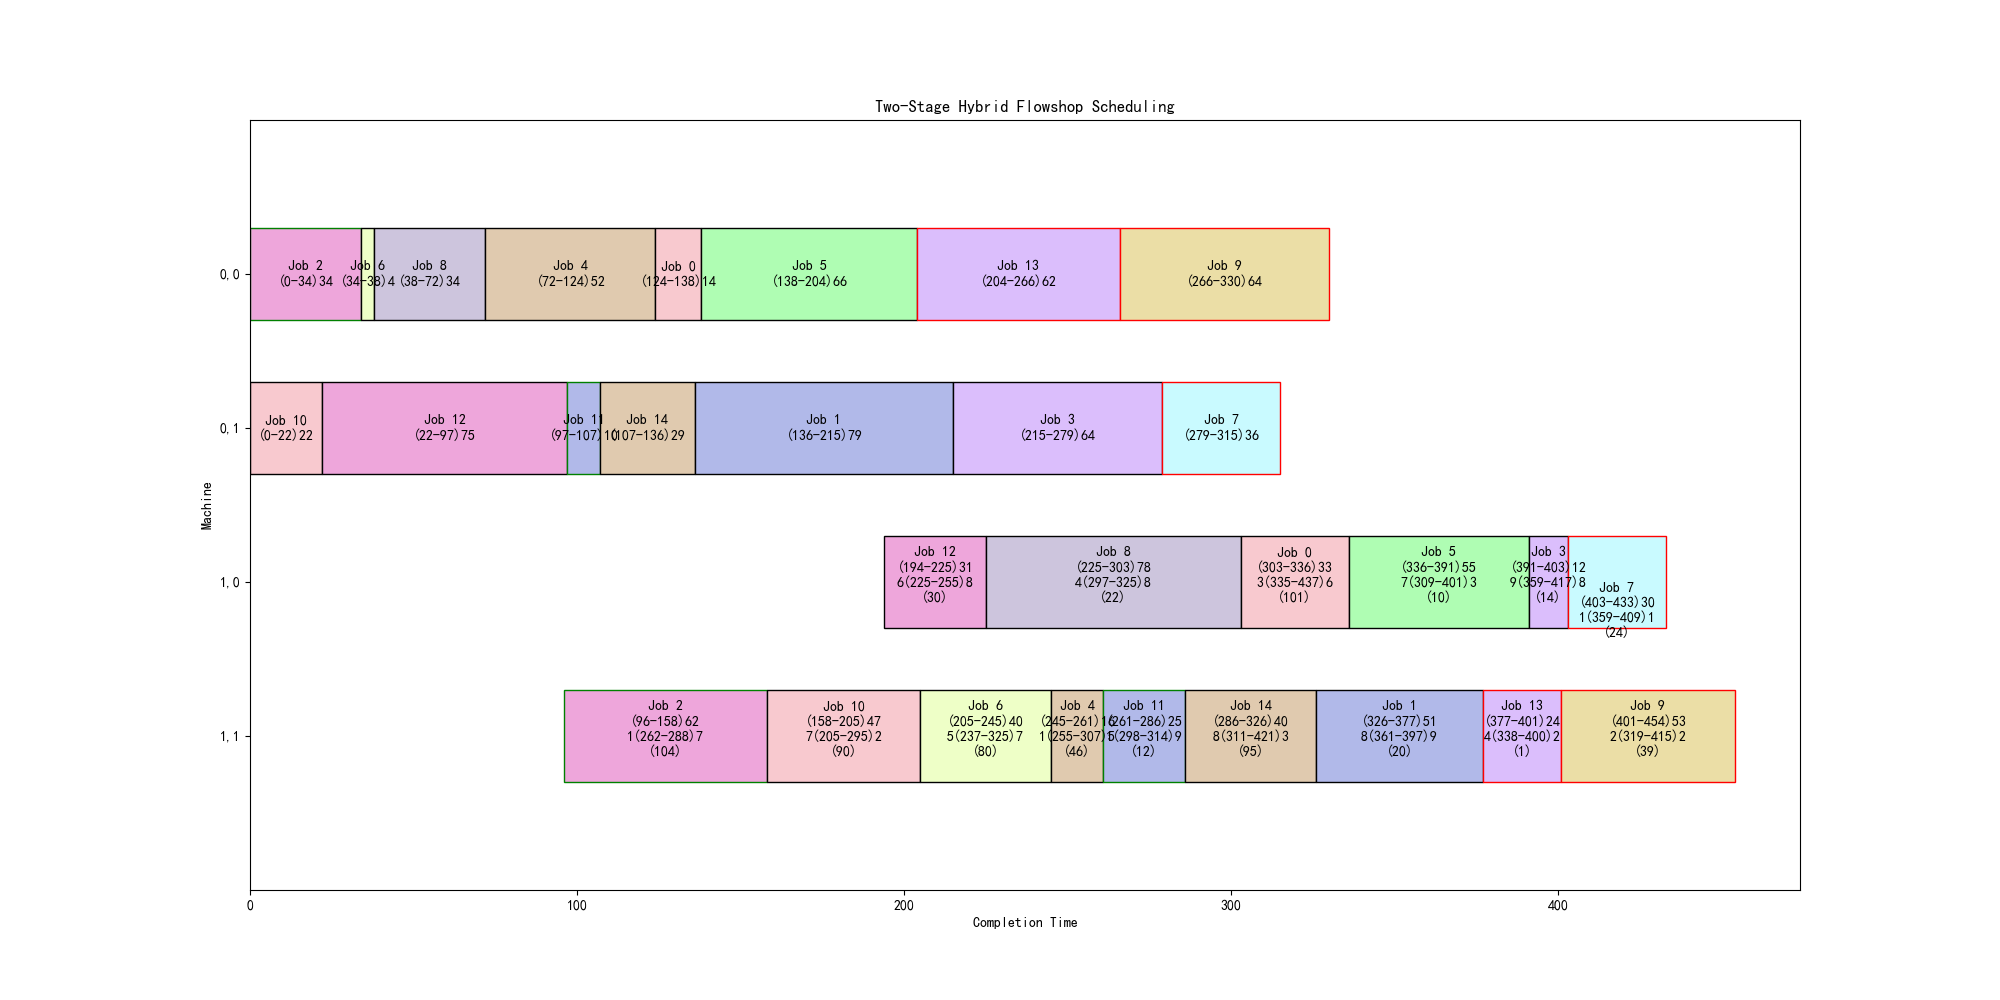 Two-Stage Hybrid Flowshop Scheduling
Job 2
(0-34)34
Job 6
(34-38)4
Job 8
(38-72)34
Job 4
(72-124)52
Job 0
(124-138)14
Job 5
(138-204)66
Job 13
(204-266)62
Job 9
(266-330)64
0,0
Job 10
(0-22)22
Job 12
(22-97)75
Job 11
(97-107)10
Job 14
(107-136)29
Job 1
(136-215)79
Job 3
(215-279)64
Job 7
(279-315)36
0,1
Machine
Job 12
(194-225)31
6(225-255)8
(30)
Job 8
(225-303)78
4(297-325)8
(22)
Job 0
(303-336)33
3(335-437)6
(101)
Job 5
(336-391)55
7(309-401)3
(10)
Job 3
(391-403)12
9(359-417)8
(14)
Job 7
(403-433)30
1(359-409)1
(24)
1,0
Job 2
(96-158)62
1(262-288)7
(104)
Job 10
(158-205)47
7(205-295)2
(90)
Job 6
(205-245)40
5(237-325)7
(80)
Job 4
(245-261)16
1(255-307)5
(46)
Job 11
(261-286)25
(298-314)9
(12)
Job 14
(286-326)40
8(311-421)3
(95)
Job 1
(326-377)51
8(361-397)9
(20)
Job 13
(377-401)24
4(338-400)2
(1)
Job 9
(401-454)53
2(319-415)2
(39)
1,1
0
100
200
300
400
Completion Time